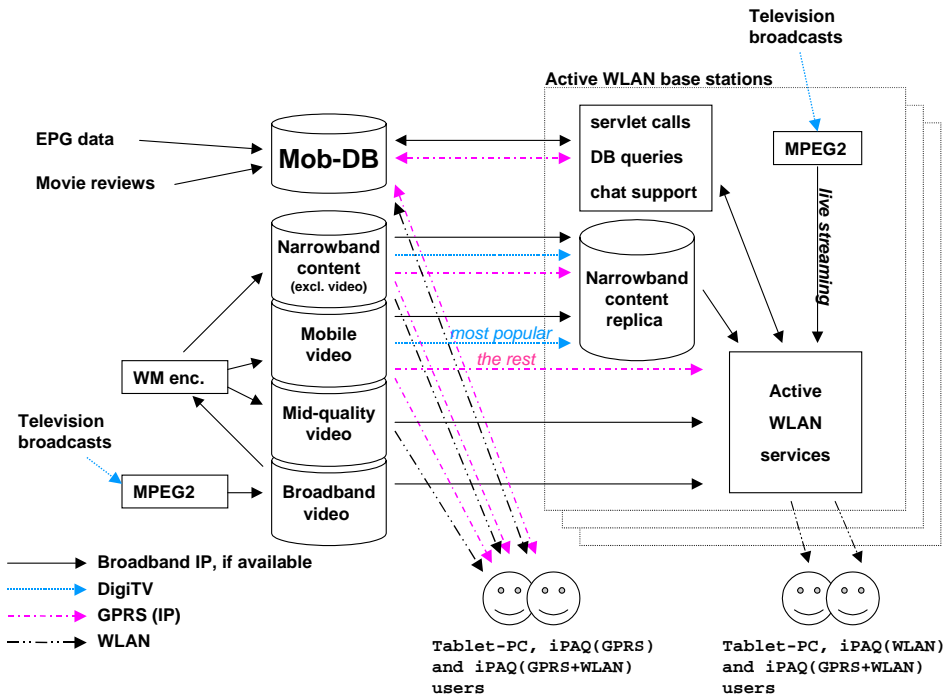 Television
broadcasts
Active WLAN base stations
EPG data
Movie reviews
Mob-DB
servlet calls
DB queries
chat support
MPEG2
live streaming
Narrowband
content
(excl. video)
Narrowband
content
replica
Mobile
video
most popular
the rest
WM enc.
Mid-quality
video
Active
WLAN
services
Television
broadcasts
MPEG2
Broadband
video
Broadband IP, if available
DigiTV
GPRS (IP)
WLAN
Tablet-PC, iPAQ(GPRS)
and iPAQ(GPRS+WLAN)
users
Tablet-PC, iPAQ(WLAN)
and iPAQ(GPRS+WLAN)
users